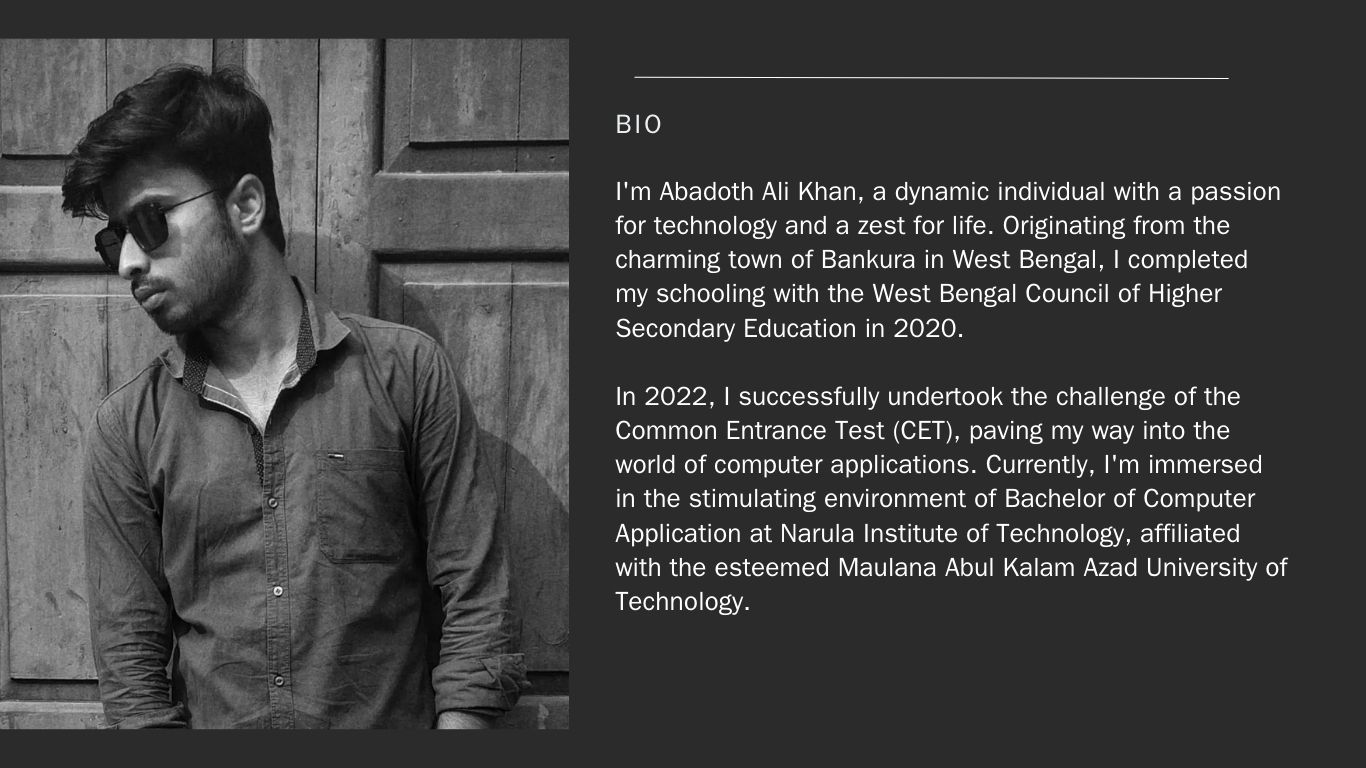 BIO
I'm Abadoth Ali Khan, a dynamic individual with a passion
for technology and a zest for life. Originating from the
charming town of Bankura in West Bengal, I completed
my schooling with the West Bengal Council of Higher
Secondary Education in 2020.
In 2022, I successfully undertook the challenge of the
Common Entrance Test (CET), paving my way into the
world of computer applications. Currently, I'm immersed
in the stimulating environment of Bachelor of Computer
Application at Narula Institute of Technology, affiliated
with the esteemed Maulana Abul Kalam Azad University of
Technology.